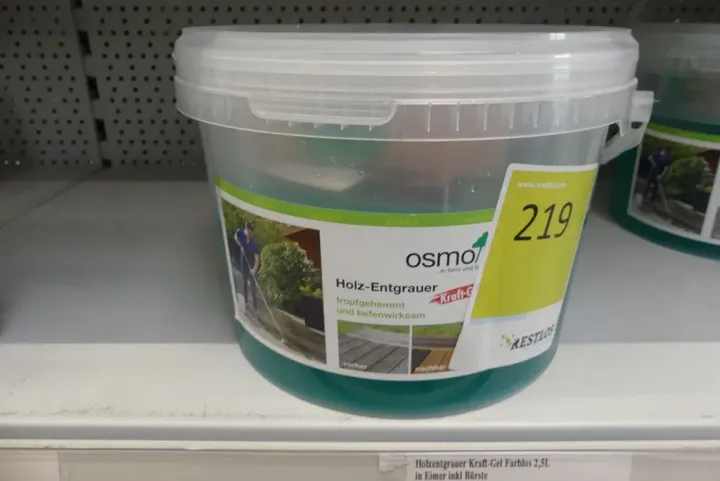 osmo
Holz-Entgrauer
tropfgehemmt
und tiefenwirksam
Kraft-G
vorher
nachher
219
RESTLOS
Holzentgrauer Kraft-Gel Farblos 2,5L
in Eimer inkl Bürste